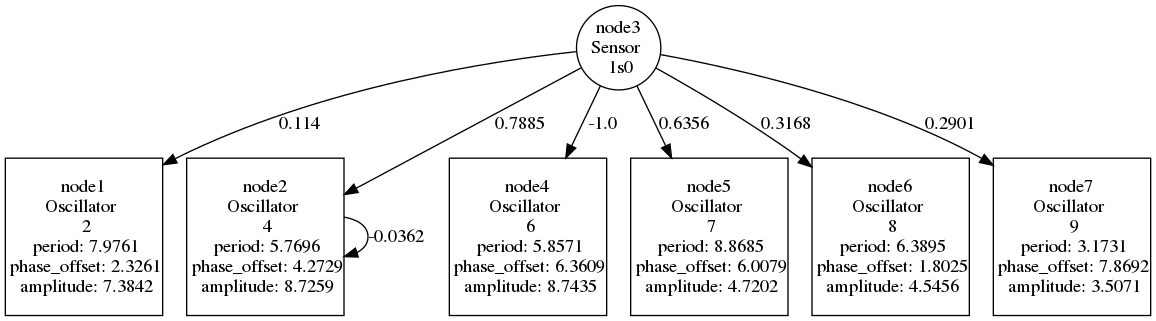 node3
Sensor
1s0
0.114
0.7885
-1.0
0.6356
0.3168
0.2901
node1
Oscillator
2
period: 7.9761
phase_offset: 2.3261
amplitude: 7.3842
node2
Oscillator
4
period: 5.7696
phase_offset: 4.2729
amplitude: 8.7259
-0.0362
node4
Oscillator
6
period: 5.8571
phase_offset: 6.3609
amplitude: 8.7435
node5
Oscillator
7
period: 8.8685
phase_offset: 6.0079
amplitude: 4.7202
node6
Oscillator
8
period: 6.3895
phase_offset: 1.8025
amplitude: 4.5456
node7
Oscillator
9
period: 3.1731
phase_offset: 7.8692
amplitude: 3.5071